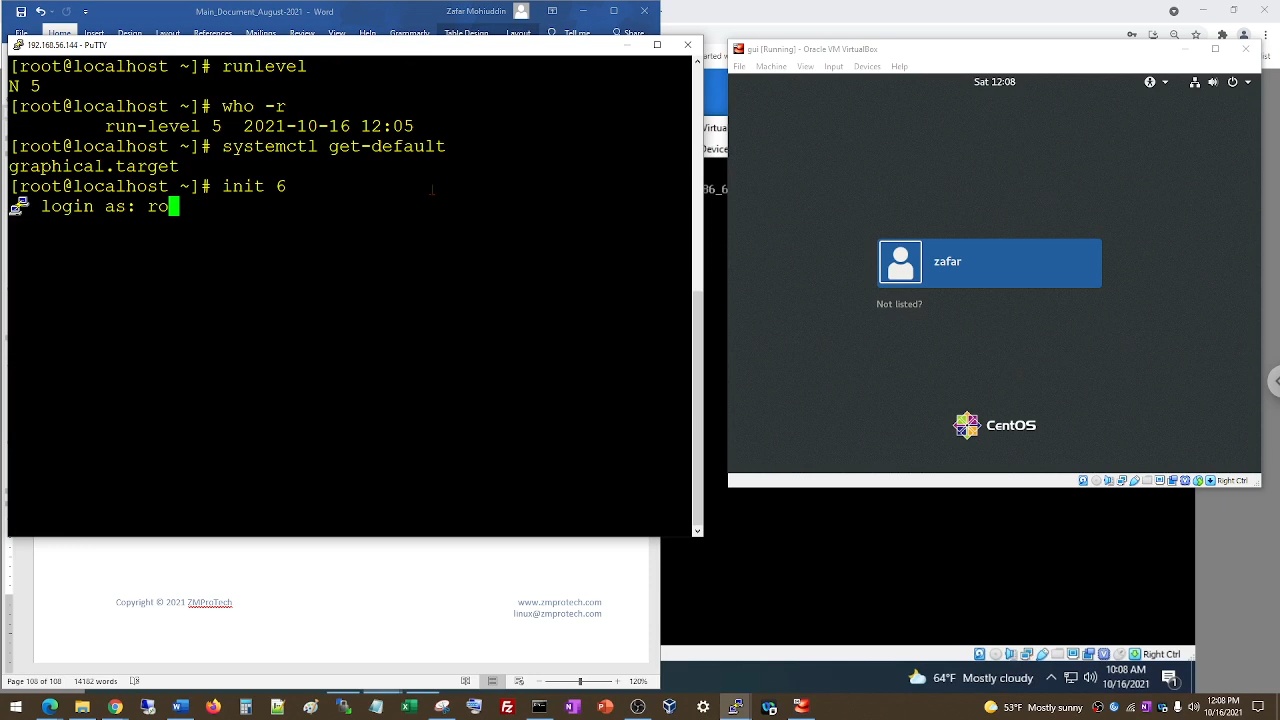 Main_Document_August-2021 - Word
Zafar Mohiuddin
192.168.56.144 - PuTTY
[root@localhost ~]# runlevel
N 5
[root@localhost ~]# who -r
run-level 5  2021-10-16 12:05
[root@localhost ~]# systemctl get-default
graphical.target
[root@localhost ~]# init 6
login as: ro
gui [Running] - Oracle VM VirtualBox
File Machine View Input Devices Help
Sat 12:08
zafar
Not listed?
CentOS
Right Ctrl
Copyright © 2021 ZMProTech
www.zmprotech.com
linux@zmprotech.com
Right Ctrl
Page 108 of 108 14182 words
120%
64°F Mostly cloudy
10:08 AM
10/16/2021
53°F Sunny
12:08 PM
10/16/2021